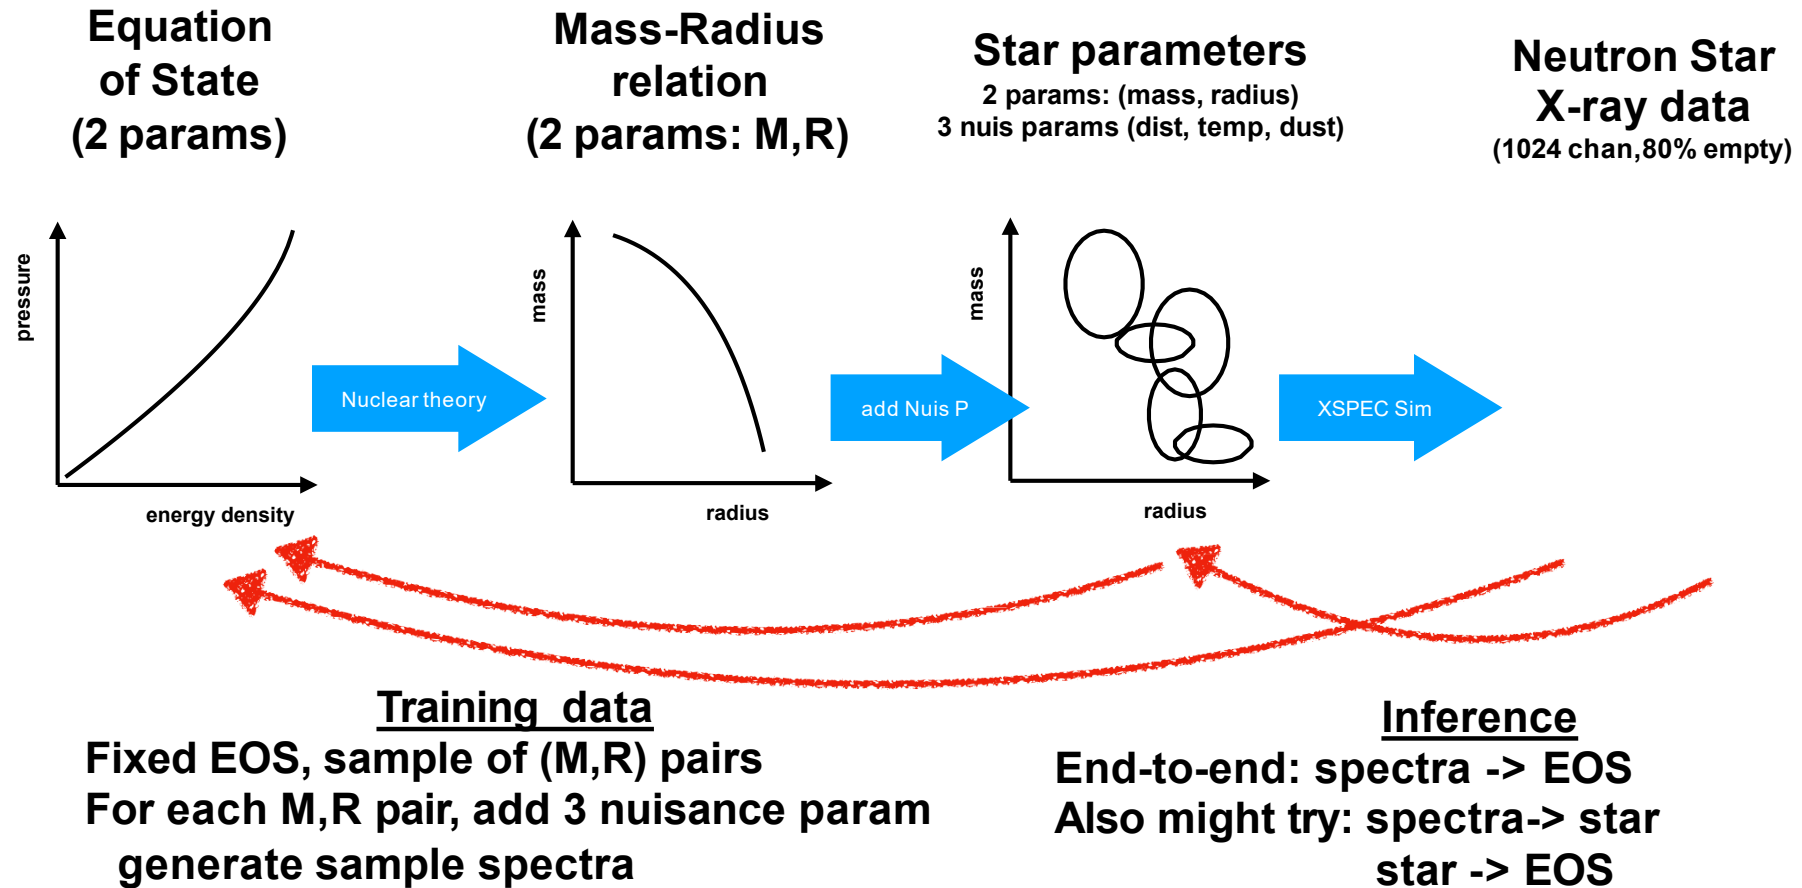 Equation
of State
(2 params)
Mass-Radius
relation
(2 params: M,R)
Star parameters
2 params: (mass, radius)
3 nuis params (dist, temp, dust)
Neutron Star
X-ray data
(1024 chan,80% empty)
pressure
energy density
Nuclear theory
mass
radius
add Nuis P
mass
radius
XSPEC Sim
Training data
Fixed EOS, sample of (M,R) pairs
For each M,R pair, add 3 nuisance param
generate sample spectra
Inference
End-to-end: spectra -> EOS
Also might try: spectra-> star
star -> EOS